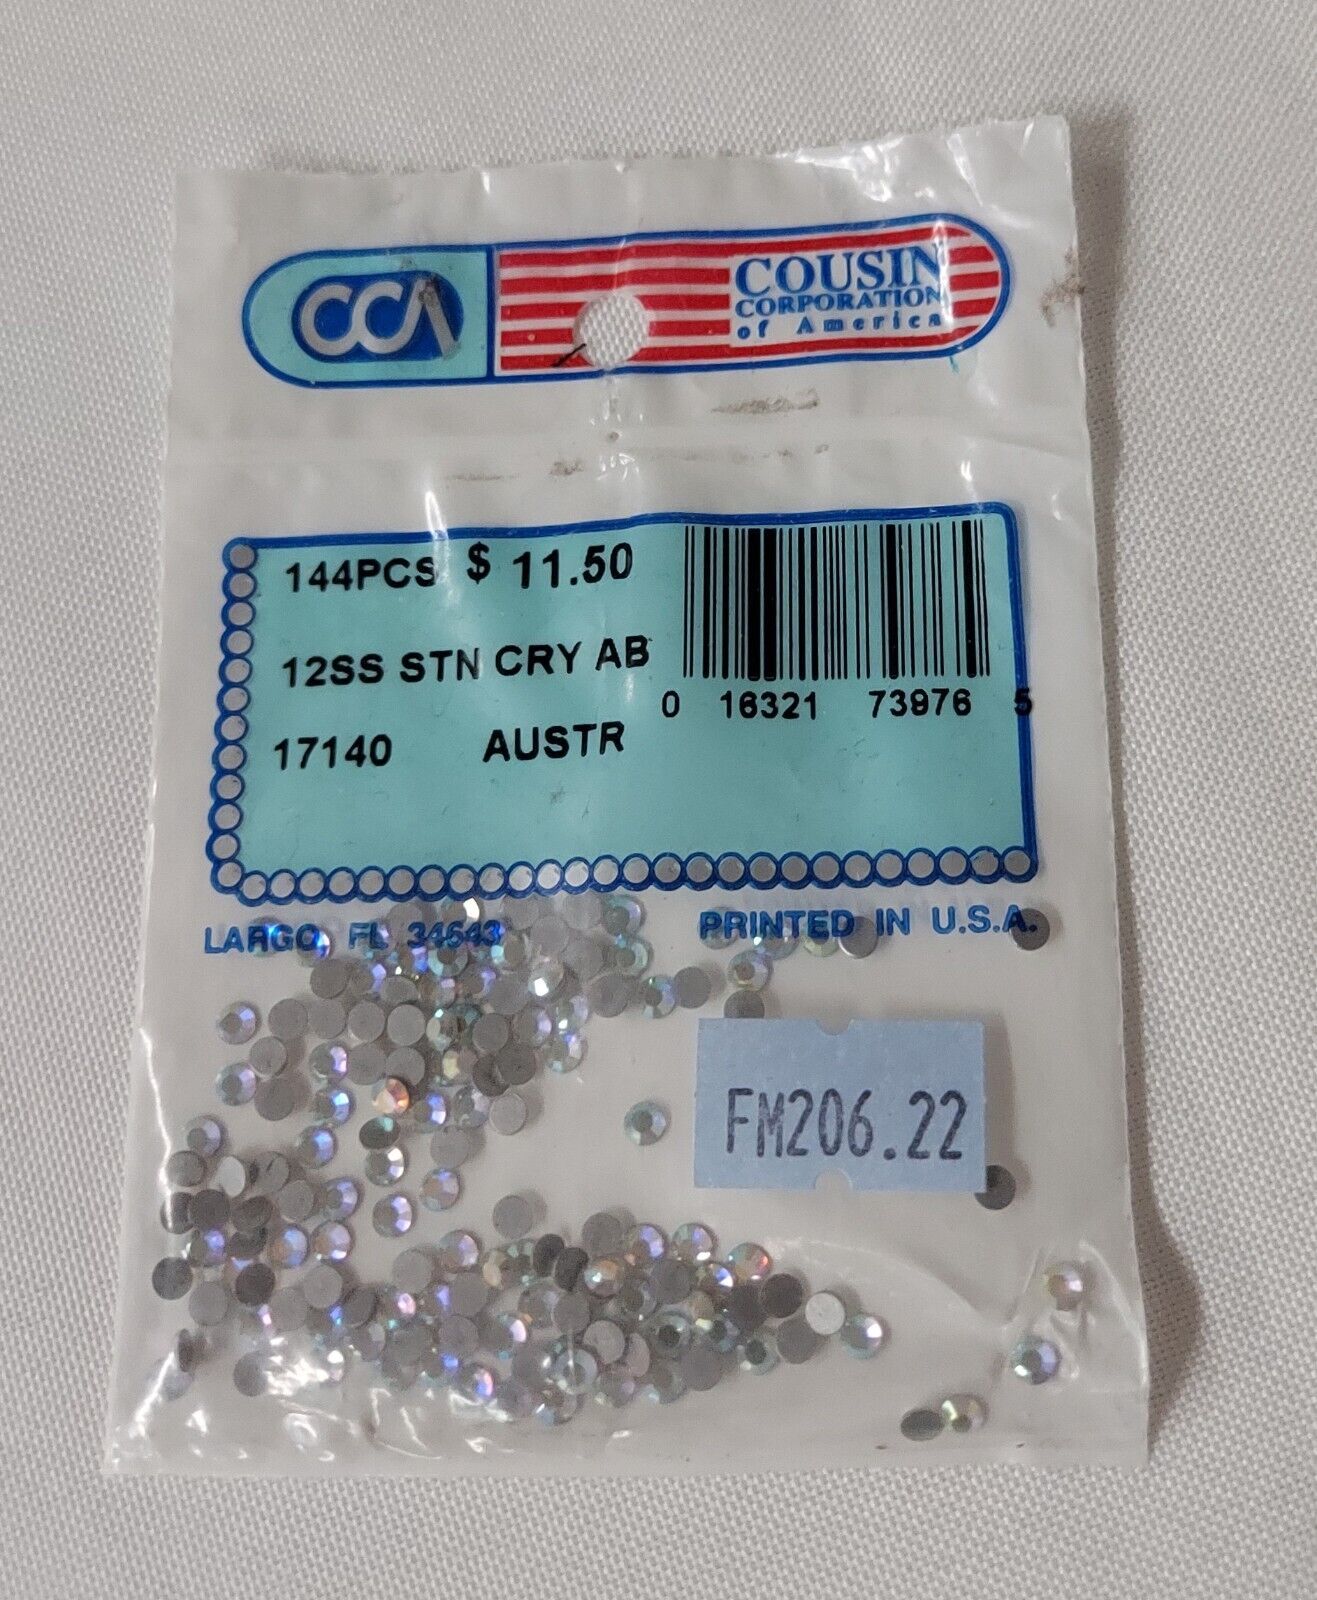 CCA
COUSIN
CORPORATION
of America
144PCS $ 11.50
12SS STN CRY AB
17140 AUSTR
0 16321 73976 5
LARGO, FL 34643
PRINTED IN U.S.A.
FM206.22